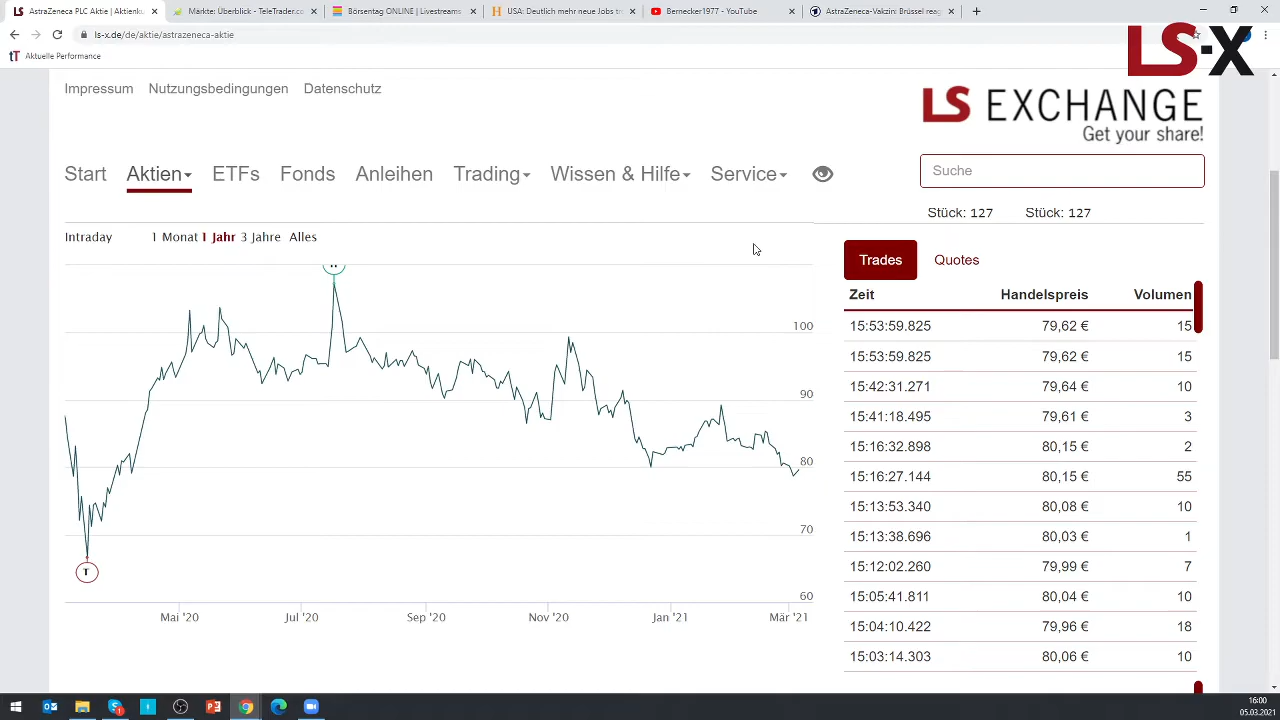 AstraZeneca PLC Aktie | Aktienku
Märkte: Überblick - TeleTrader.co
Börsentag ONLINE | Livestreams
USA: Deutlich mehr neue Jobs tr
Bernecker1977 - YouTube
AstraZeneca-Vakzin: Brüssel reag
ls-x.de/de/aktie/astrazeneca-aktie
tT Aktuelle Performance
LS-X
Impressum Nutzungsbedingungen Datenschutz
LS EXCHANGE
Get your share!
Start Aktien ETFs Fonds Anleihen Trading Wissen & Hilfe Service
Suche
Stück: 127 Stück: 127
Intraday 1 Monat 1 Jahr 3 Jahre Alles
Trades Quotes
Zeit Handelspreis Volumen
15:53:59.825 79,62 € 15
15:53:59.825 79,62 € 15
15:42:31.271 79,64 € 10
15:41:18.495 79,61 € 3
15:16:32.898 80,15 € 2
15:16:27.144 80,15 € 55
15:13:53.340 80,08 € 10
15:13:38.696 80,03 € 1
15:12:02.260 79,99 € 7
15:05:41.811 80,04 € 10
15:04:10.422 79,96 € 18
15:03:14.303 80,06 € 10
100
90
80
70
60
T
Mai '20 Jul '20 Sep '20 Nov '20 Jan '21 Mär '21
16:00
05.03.2021